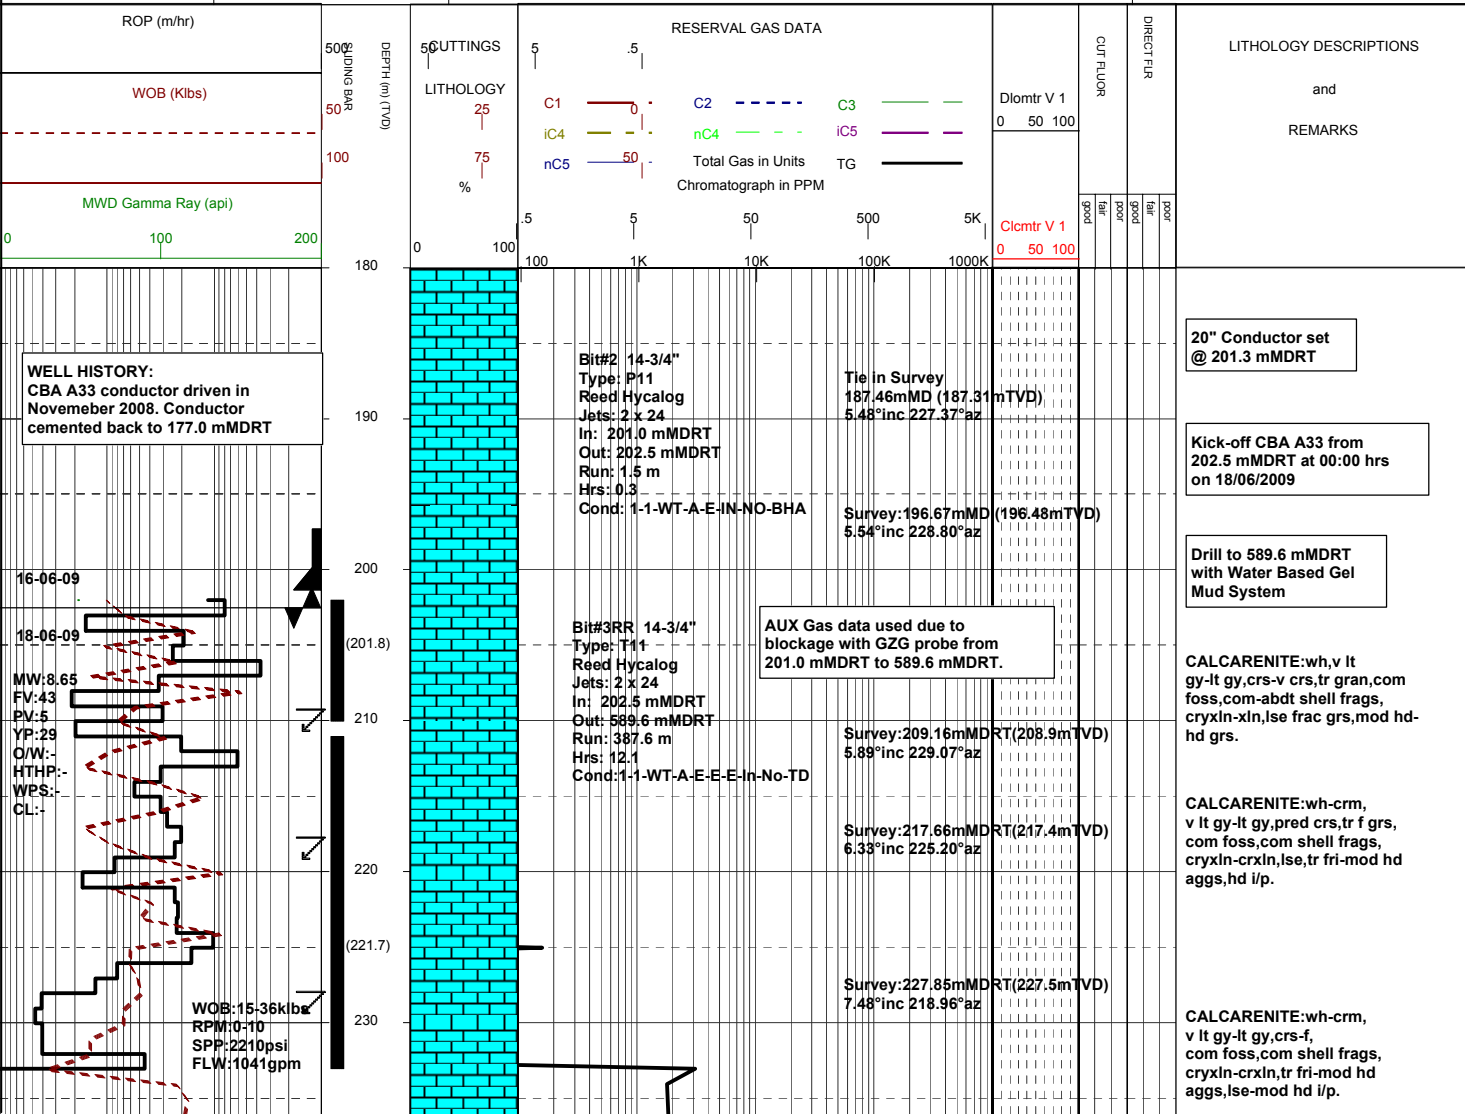 ROP (m/hr)
500
WOB (Klbs)
50
100
MWD Gamma Ray (api)
0 100 200
SLIDING BAR
DEPTH (m) (TVD)
50
CUTTINGS
LITHOLOGY
25
75
%
0 100
RESERVAL GAS DATA
5 .5
C1 0 C2 C3
iC4 nC4 iC5
nC5 50 Total Gas in Units TG
Chromatograph in PPM
.5 5 50 500 5K
100 1K 10K 100K 1000K
Dlomtr V 1
0 50 100
Clcmtr V 1
0 50 100
CUT FLUOR
DIRECT FLR
good fair poor good fair poor
LITHOLOGY DESCRIPTIONS
and
REMARKS
180
190
200
(201.8)
210
220
(221.7)
230
WELL HISTORY:
CBA A33 conductor driven in
Novemeber 2008. Conductor
cemented back to 177.0 mMDRT
16-06-09
18-06-09
MW:8.65
FV:43
PV:5
YP:29
O/W:-
HTHP:-
WPS:-
CL:-
WOB:15-36klbs
RPM:0-10
SPP:2210psi
FLW:1041gpm
Bit#2 14-3/4"
Type: P11
Reed Hycalog
Jets: 2 x 24
In: 201.0 mMDRT
Out: 202.5 mMDRT
Run: 1.5 m
Hrs: 0.3
Cond: 1-1-WT-A-E-IN-NO-BHA
Bit#3RR 14-3/4"
Type: T11
Reed Hycalog
Jets: 2 x 24
In: 202.5 mMDRT
Out: 589.6 mMDRT
Run: 387.6 m
Hrs: 12.1
Cond:1-1-WT-A-E-E-E-In-No-TD
Tie in Survey
187.46mMD (187.31mTVD)
5.48°inc 227.37°az
Survey:196.67mMD (196.48mTVD)
5.54°inc 228.80°az
AUX Gas data used due to
blockage with GZG probe from
201.0 mMDRT to 589.6 mMDRT.
Survey:209.16mMDRT(208.9mTVD)
5.89°inc 229.07°az
Survey:217.66mMDRT(217.4mTVD)
6.33°inc 225.20°az
Survey:227.85mMDRT(227.5mTVD)
7.48°inc 218.96°az
20" Conductor set
@ 201.3 mMDRT
Kick-off CBA A33 from
202.5 mMDRT at 00:00 hrs
on 18/06/2009
Drill to 589.6 mMDRT
with Water Based Gel
Mud System
CALCARENITE:wh,v lt
gy-lt gy,crs-v crs,tr gran,com
foss,com-abdt shell frags,
cryxln-xln,lse frac grs,mod hd-
hd grs.
CALCARENITE:wh-crm,
v lt gy-lt gy,pred crs,tr f grs,
com foss,com shell frags,
cryxln-crxln,lse,tr fri-mod hd
aggs,hd i/p.
CALCARENITE:wh-crm,
v lt gy-lt gy,crs-f,
com foss,com shell frags,
cryxln-crxln,tr fri-mod hd
aggs,lse-mod hd i/p.